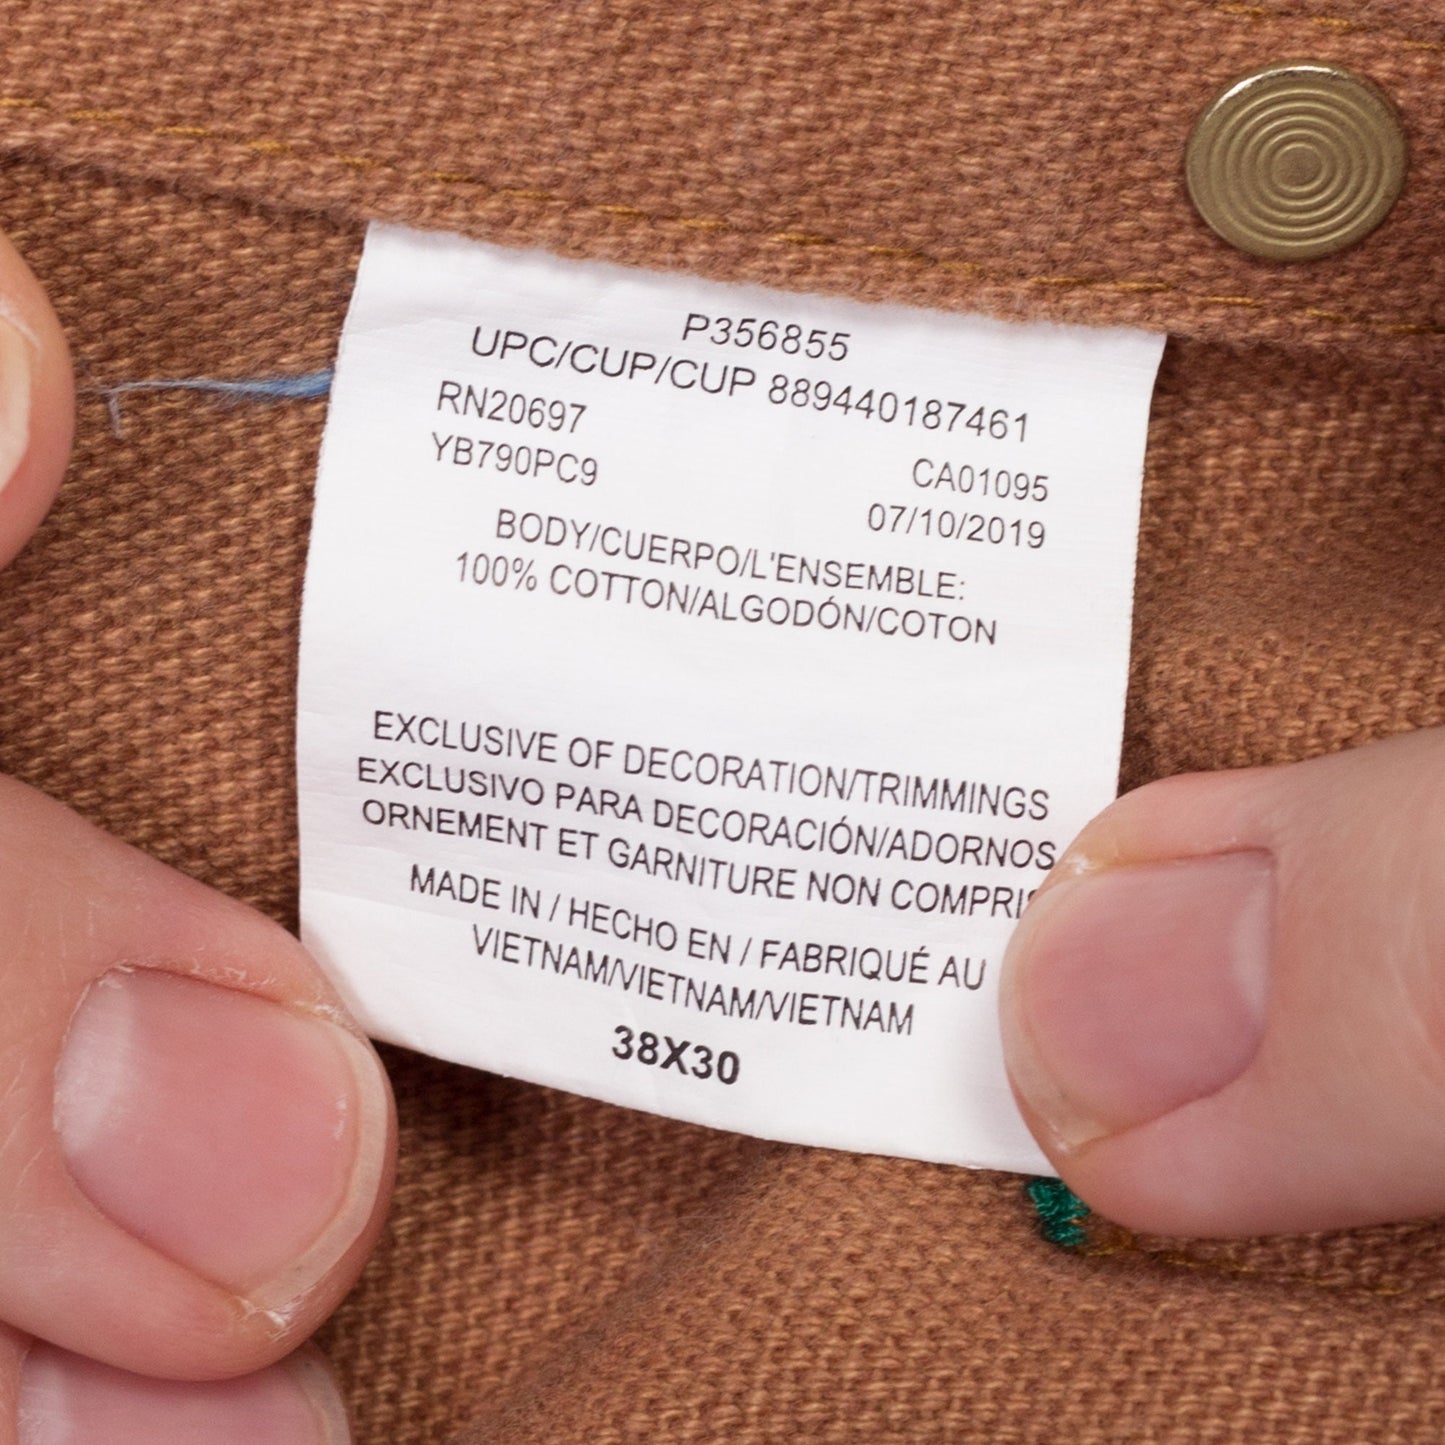 P356855
UPC/CUP/CUP 889440187461
RN20697
CA01095
YB790PC9
07/10/2019
BODY/CUERPO/L'ENSEMBLE:
100% COTTON/ALGODÓN/COTON
EXCLUSIVE OF DECORATION/TRIMMINGS
EXCLUSIVO PARA DECORACIÓN/ADORNOS
ORNEMENT ET GARNITURE NON
MADE IN / HECHO EN / FABRIQUÉ AU
VIETNAM/VIETNAM/VIETNAM
38X30